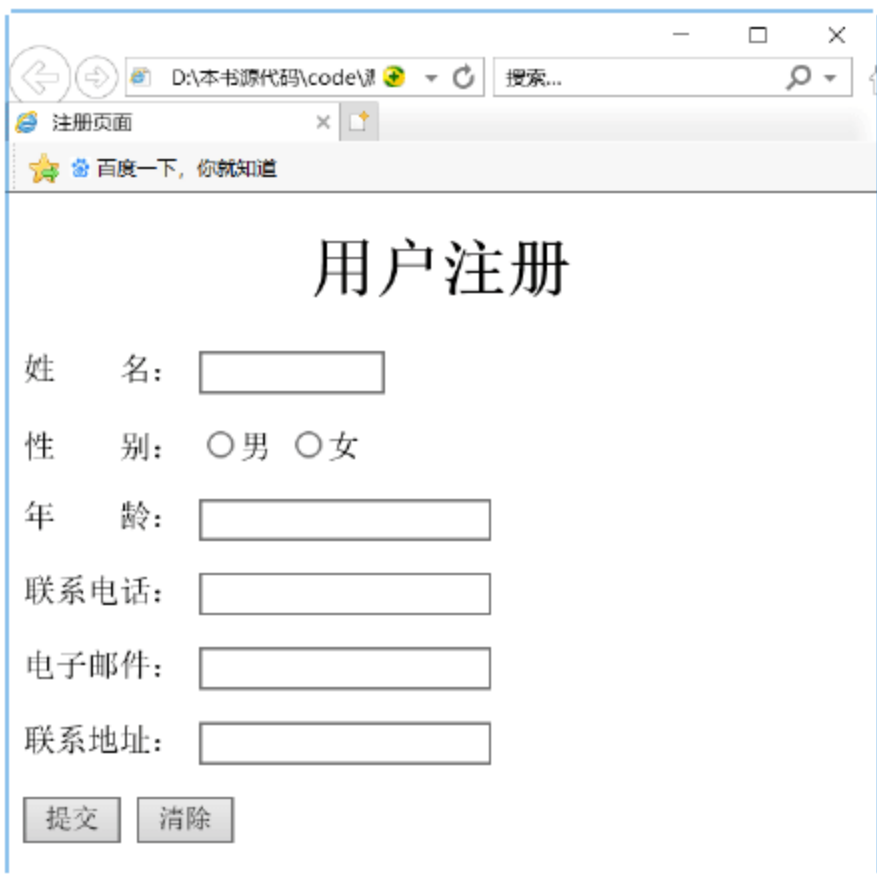 D:\本书源代码\code\ 搜索...
注册页面
百度一下，你就知道
用户注册
姓 名：
性 别： 男 女
年 龄：
联系电话：
电子邮件：
联系地址：
提交 清除